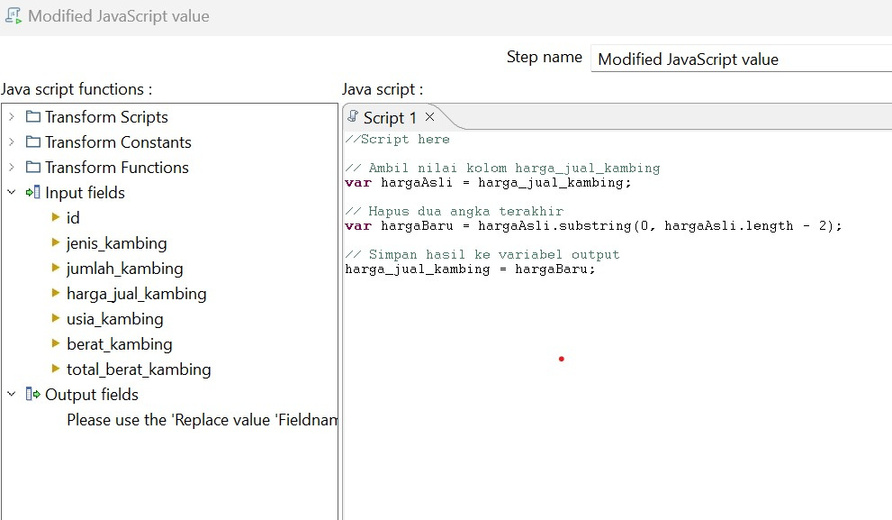 Modified JavaScript value
Step name Modified JavaScript value
Java script functions :
Transform Scripts
Transform Constants
Transform Functions
Input fields
id
jenis_kambing
jumlah_kambing
harga_jual_kambing
usia_kambing
berat_kambing
total_berat_kambing
Output fields
Please use the 'Replace value 'Fieldnam
Java script :
Script 1
//Script here
// Ambil nilai kolom harga_jual_kambing
var hargaAsli = harga_jual_kambing;
// Hapus dua angka terakhir
var hargaBaru = hargaAsli.substring(0, hargaAsli.length - 2);
// Simpan hasil ke variabel output
harga_jual_kambing = hargaBaru;